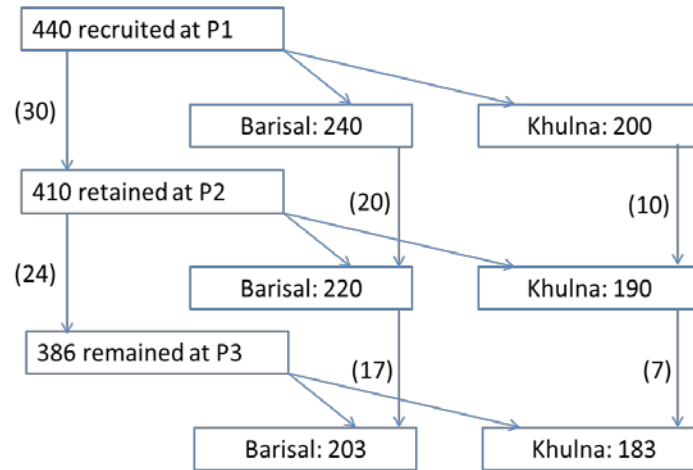 440 recruited at P1
(30)
Barisal: 240
Khulna: 200
410 retained at P2
(20)
(10)
(24)
Barisal: 220
Khulna: 190
386 remained at P3
(17)
(7)
Barisal: 203
Khulna: 183